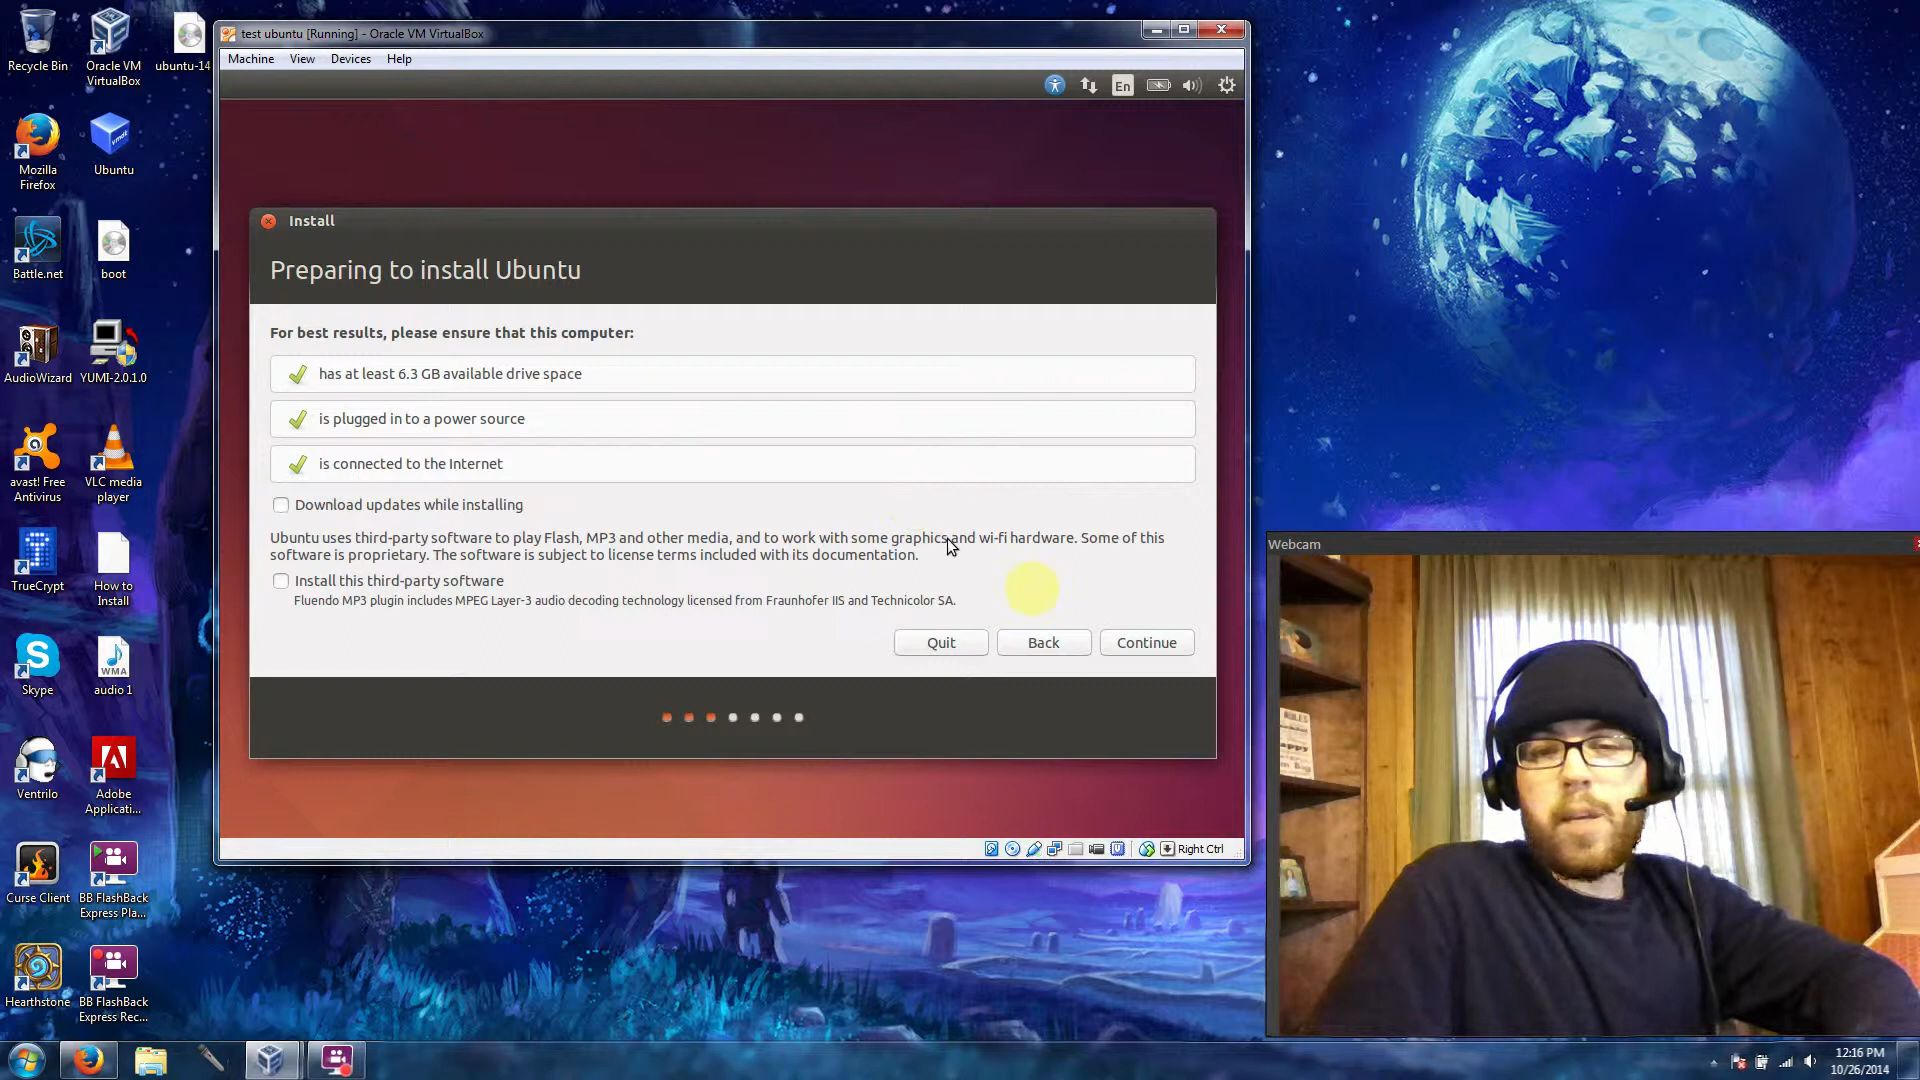 Recycle Bin
Oracle VM
VirtualBox
ubuntu-14
Mozilla
Firefox
Ubuntu
vmdk
Battle.net
boot
AudioWizard
YUMI-2.0.1.0
avast! Free
Antivirus
VLC media
player
TrueCrypt
How to
Install
Skype
WMA
audio 1
Ventrilo
Adobe
Applicati...
Curse Client
BB FlashBack
Express Pla...
Hearthstone
BB FlashBack
Express Rec...
test ubuntu [Running] - Oracle VM VirtualBox
Machine View Devices Help
En
Install
Preparing to install Ubuntu
For best results, please ensure that this computer:
has at least 6.3 GB available drive space
is plugged in to a power source
is connected to the Internet
Download updates while installing
Ubuntu uses third-party software to play Flash, MP3 and other media, and to work with some graphics and wi-fi hardware. Some of this
software is proprietary. The software is subject to license terms included with its documentation.
Install this third-party software
Fluendo MP3 plugin includes MPEG Layer-3 audio decoding technology licensed from Fraunhofer IIS and Technicolor SA.
Quit Back Continue
Right Ctrl
Webcam
RULES
12:16 PM
10/26/2014